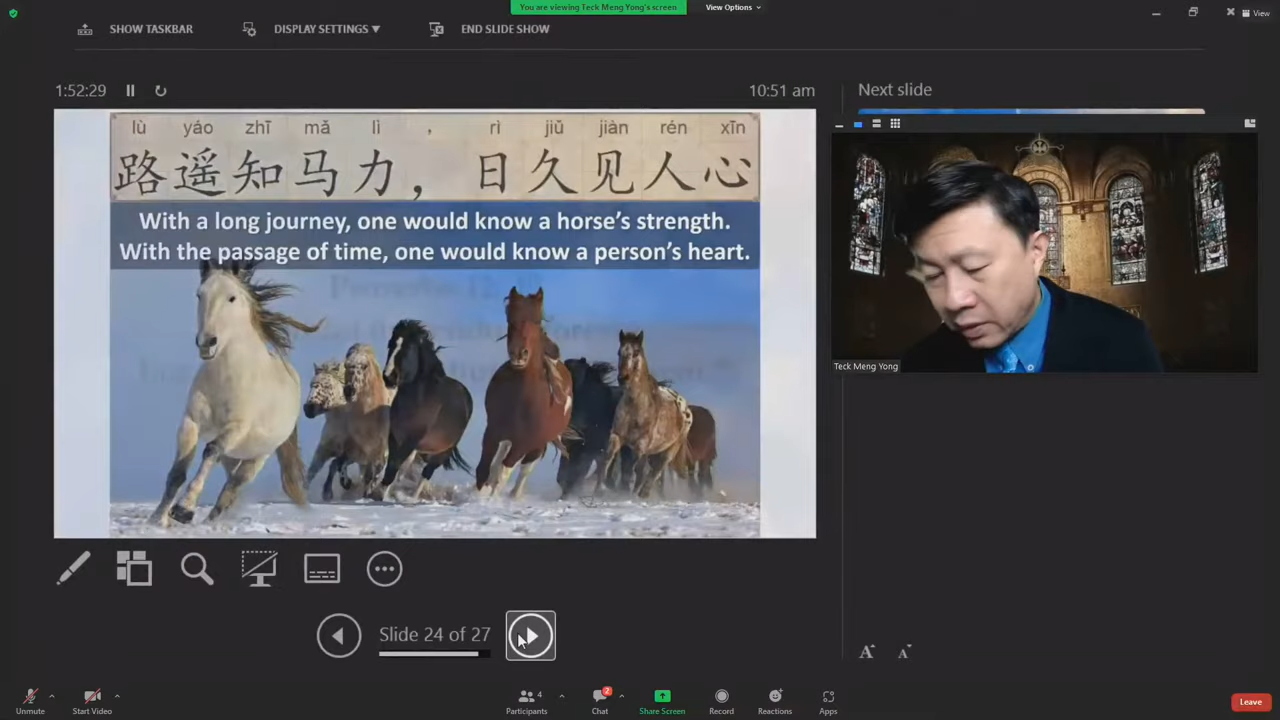 You are viewing Teck Meng Yong's screen
View Options
View
SHOW TASKBAR
DISPLAY SETTINGS
END SLIDE SHOW
1:52:29
10:51 am
Next slide
lù yáo zhī mǎ lì , rì jiǔ jiàn rén xīn
路遥知马力，日久见人心
With a long journey, one would know a horse's strength.
With the passage of time, one would know a person's heart.
Teck Meng Yong
Slide 24 of 27
A A
Unmute
Start Video
Participants
4
Chat
2
Share Screen
Record
Reactions
Apps
Leave